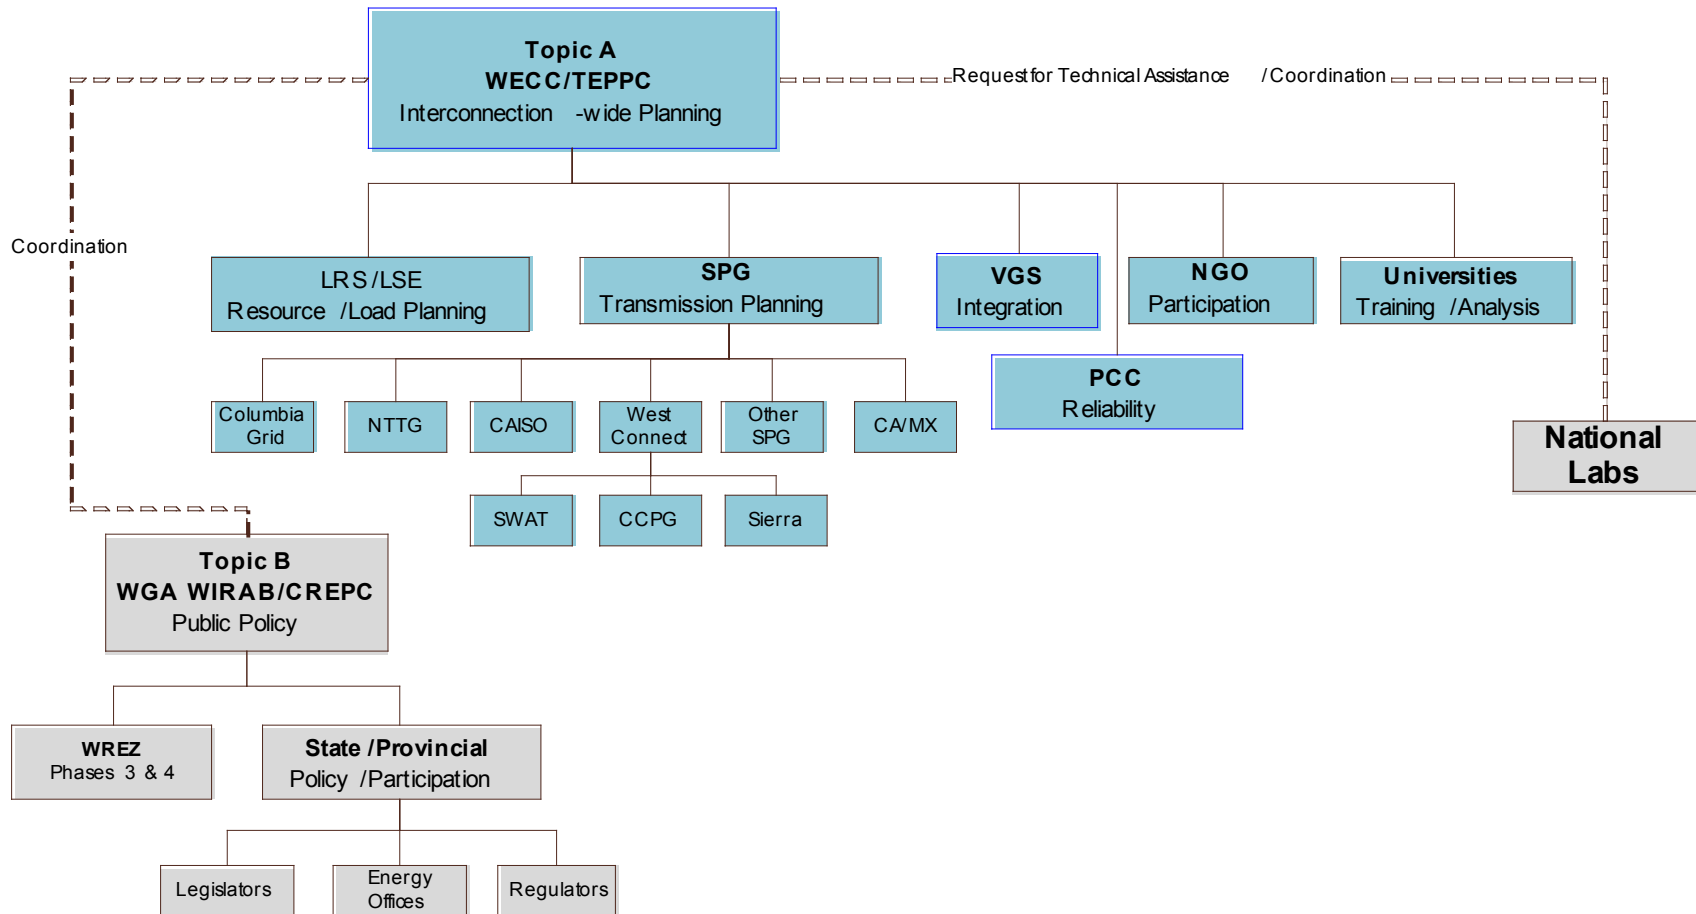 Topic A
WECC/TEPPC
Interconnection -wide Planning
Request for Technical Assistance / Coordination
Coordination
LRS /LSE
Resource /Load Planning
SPG
Transmission Planning
VGS
Integration
NGO
Participation
Universities
Training /Analysis
PCC
Reliability
Columbia
Grid
NTTG
CAISO
West
Connect
Other
SPG
CA/MX
National
Labs
SWAT
CCPG
Sierra
Topic B
WGA WIRAB/CREPC
Public Policy
WREZ
Phases 3 & 4
State /Provincial
Policy /Participation
Legislators
Energy
Offices
Regulators